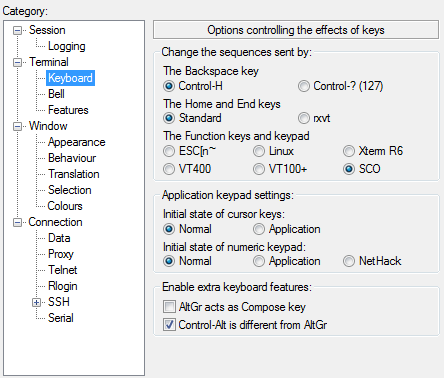 Category:
Session
Logging
Terminal
Keyboard
Bell
Features
Window
Appearance
Behaviour
Translation
Selection
Colours
Connection
Data
Proxy
Telnet
Rlogin
SSH
Serial
Options controlling the effects of keys
Change the sequences sent by:
The Backspace key
Control-H Control-? (127)
The Home and End keys
Standard rxvt
The Function keys and keypad
ESC[n~ Linux Xterm R6
VT400 VT100+ SCO
Application keypad settings:
Initial state of cursor keys:
Normal Application
Initial state of numeric keypad:
Normal Application NetHack
Enable extra keyboard features:
AltGr acts as Compose key
Control-Alt is different from AltGr